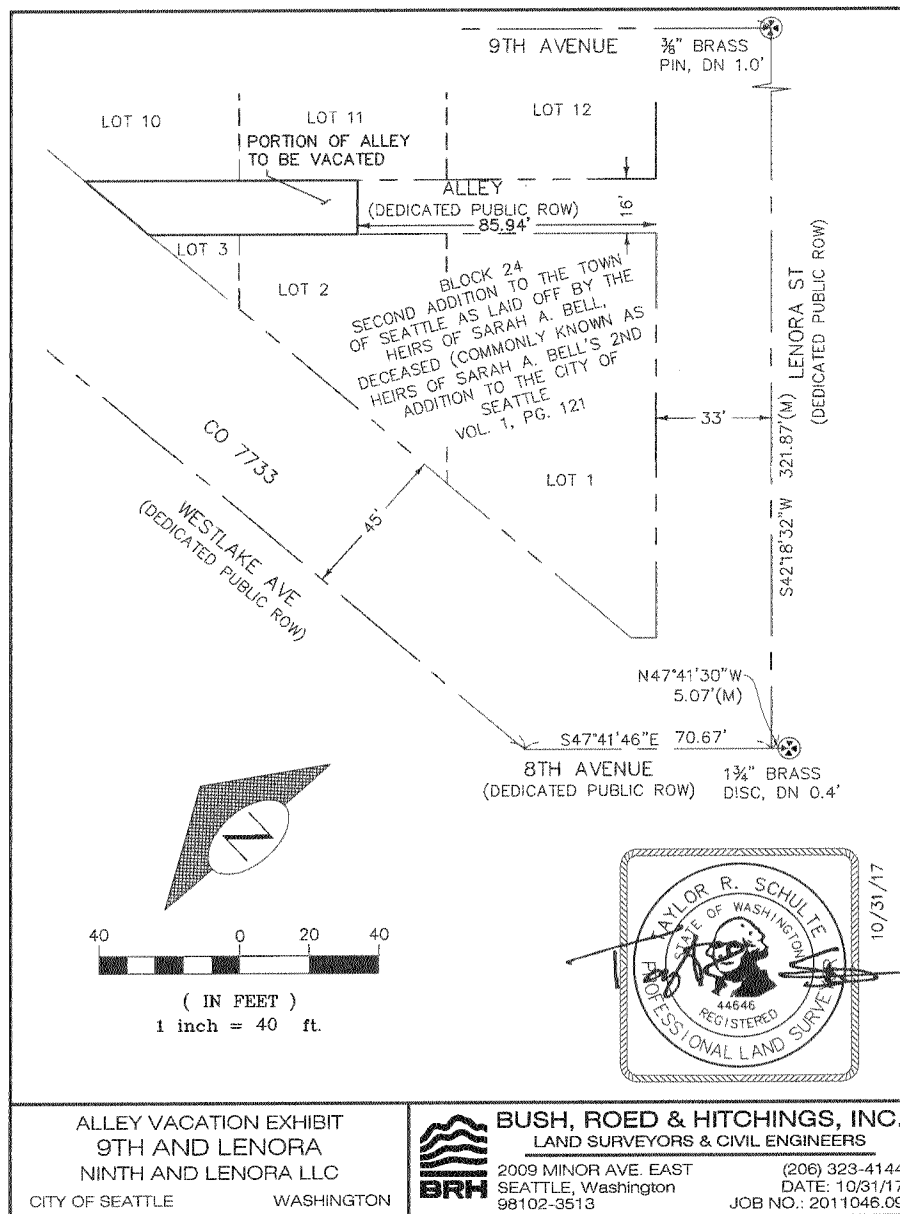 9TH AVENUE
⅜" BRASS
PIN, DN 1.0'
LOT 10
LOT 11
LOT 12
PORTION OF ALLEY
TO BE VACATED
ALLEY
(DEDICATED PUBLIC ROW)
85.94'
16'
LOT 3
LOT 2
BLOCK 24
SECOND ADDITION TO THE TOWN
OF SEATTLE AS LAID OFF BY THE
HEIRS OF SARAH A. BELL,
DECEASED (COMMONLY KNOWN AS
HEIRS OF SARAH A. BELL'S 2ND
ADDITION TO THE CITY OF
SEATTLE
VOL. 1, PG. 121
LENORA ST
(DEDICATED PUBLIC ROW)
33'
S42°18'32"W 321.87'(M)
CO 7733
WESTLAKE AVE
(DEDICATED PUBLIC ROW)
45'
LOT 1
N47°41'30"W
5.07'(M)
S47°41'46"E 70.67'
8TH AVENUE
(DEDICATED PUBLIC ROW)
1¾" BRASS
DISC, DN 0.4'
N
40 0 20 40
( IN FEET )
1 inch = 40 ft.
TAYLOR R. SCHULTE
STATE OF WASHINGTON
44646
REGISTERED
PROFESSIONAL LAND SURVEYOR
10/31/17
ALLEY VACATION EXHIBIT
9TH AND LENORA
NINTH AND LENORA LLC
CITY OF SEATTLE WASHINGTON
BRH
BUSH, ROED & HITCHINGS, INC.
LAND SURVEYORS & CIVIL ENGINEERS
2009 MINOR AVE. EAST (206) 323-4144
SEATTLE, Washington DATE: 10/31/17
98102-3513 JOB NO.: 2011046.09